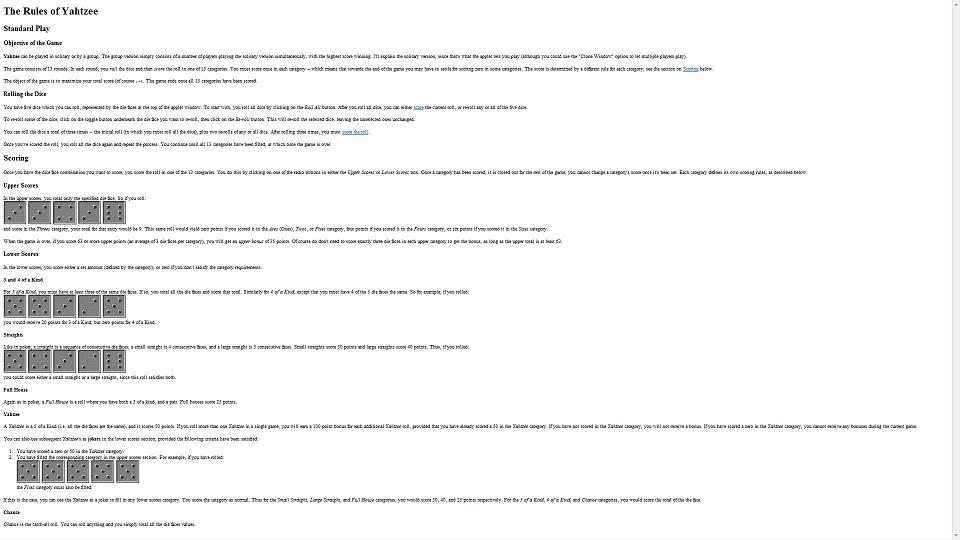 The Rules of Yahtzee
Standard Play
Objective of the Game
Yahtzee can be played in solitary or by a group. The group version simply consists of a number of players playing the solitary version simultaneously, with the highest score winning. I'll explain the solitary version, since that's what the applet lets you play (although you could use the "Clone Window" option to let multiple players play).
The game consists of 13 rounds. In each round, you roll the dice and then score the roll in one of 13 categories. You must score once in each category -- which means that towards the end of the game you may have to settle for scoring zero in some categories. The score is determined by a different rule for each category; see the section on Scoring below.
The object of the game is to maximize your total score (of course :-). The game ends once all 13 categories have been scored.
Rolling the Dice
You have five dice which you can roll, represented by the die faces at the top of the applet window. To start with, you roll all dice by clicking on the Roll All button. After you roll all dice, you can either score the current roll, or re-roll any or all of the five dice.
To re-roll some of the dice, click on the toggle button underneath the die face you want to re-roll, then click on the Re-roll button. This will re-roll the selected dice, leaving the unselected ones unchanged.
You can roll the dice a total of three times -- the initial roll (in which you must roll all the dice), plus two re-rolls of any or all dice. After rolling three times, you must score the roll.
Once you've scored the roll, you roll all the dice again and repeat the process. You continue until all 13 categories have been filled, at which time the game is over.
Scoring
Once you have the dice face combination you want to score, you score the roll in one of the 13 categories. You do this by clicking on one of the radio buttons in either the Upper Scores or Lower Scores box. Once a category has been scored, it is closed out for the rest of the game; you cannot change a category's score once it's been set. Each category defines its own scoring rules, as described below.
Upper Scores
In the upper scores, you total only the specified die face. So if you roll:
and score in the Threes category, your total for that entry would be 9. This same roll would yield zero points if you scored it in the Aces (Ones), Twos, or Fives category, four points if you scored it in the Fours category, or six points if you scored it in the Sixes category.
When the game is over, if you score 63 or more upper points (an average of 3 die faces per category), you will get an upper bonus of 35 points. Of course do don't need to score exactly three die faces in each upper category to get the bonus, as long as the upper total is at least 63.
Lower Scores
In the lower scores, you score either a set amount (defined by the category), or zero if you don't satisfy the category requirements.
3 and 4 of a Kind
For 3 of a Kind, you must have at least three of the same die faces. If so, you total all the die faces and score that total. Similarly for 4 of a Kind, except that you must have 4 of the 5 die faces the same. So for example, if you rolled:
you would receive 20 points for 3 of a Kind, but zero points for 4 of a Kind.
Straights
Like in poker, a straight is a sequence of consecutive die faces; a small straight is 4 consecutive faces, and a large straight is 5 consecutive faces. Small straights score 30 points and large straights score 40 points. Thus, if you rolled:
you could score either a small straight or a large straight, since this roll satisfies both.
Full House
Again as in poker, a Full House is a roll where you have both a 3 of a kind, and a pair. Full houses score 25 points.
Yahtzee
A Yahtzee is a 5 of a Kind (i.e. all the die faces are the same), and it scores 50 points. If you roll more than one Yahtzee in a single game, you will earn a 100 point bonus for each additional Yahtzee roll, provided that you have already scored a 50 in the Yahtzee category. If you have not scored in the Yahtzee category, you will not receive a bonus. If you have scored a zero in the Yahtzee category, you cannot receive any bonuses during the current game.
You can also use subsequent Yahtzee's as jokers in the lower scores section, provided the following criteria have been satisfied:
1. You have scored a zero or 50 in the Yahtzee category.
2. You have filled the corresponding category in the upper scores section. For example, if you have rolled:
the Fives category must also be filled.
If this is the case, you can use the Yahtzee as a joker to fill in any lower scores category. You score the category as normal. Thus for the Small Straight, Large Straight, and Full House categories, you would score 30, 40, and 25 points respectively. For the 3 of a Kind, 4 of a Kind, and Chance categories, you would score the total of the die faces.
Chance
Chance is the catch-all roll. You can roll anything and you simply total all the die faces values.